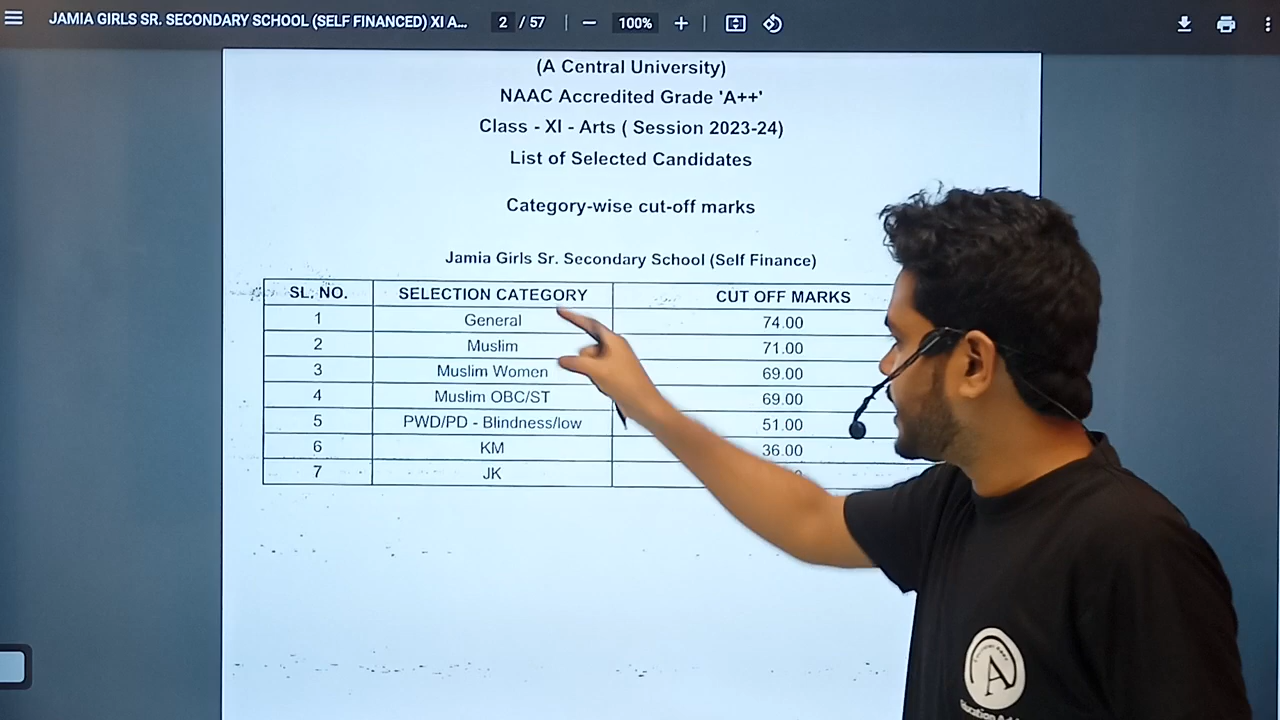 JAMIA GIRLS SR. SECONDARY SCHOOL (SELF FINANCED) XI A...
2 / 57
100%
(A Central University)
NAAC Accredited Grade 'A++'
Class - XI - Arts ( Session 2023-24)
List of Selected Candidates
Category-wise cut-off marks
Jamia Girls Sr. Secondary School (Self Finance)
SL. NO. SELECTION CATEGORY CUT OFF MARKS
1 General 74.00
2 Muslim 71.00
3 Muslim Women 69.00
4 Muslim OBC/ST 69.00
5 PWD/PD - Blindness/low 51.00
6 KM 36.00
7 JK
A